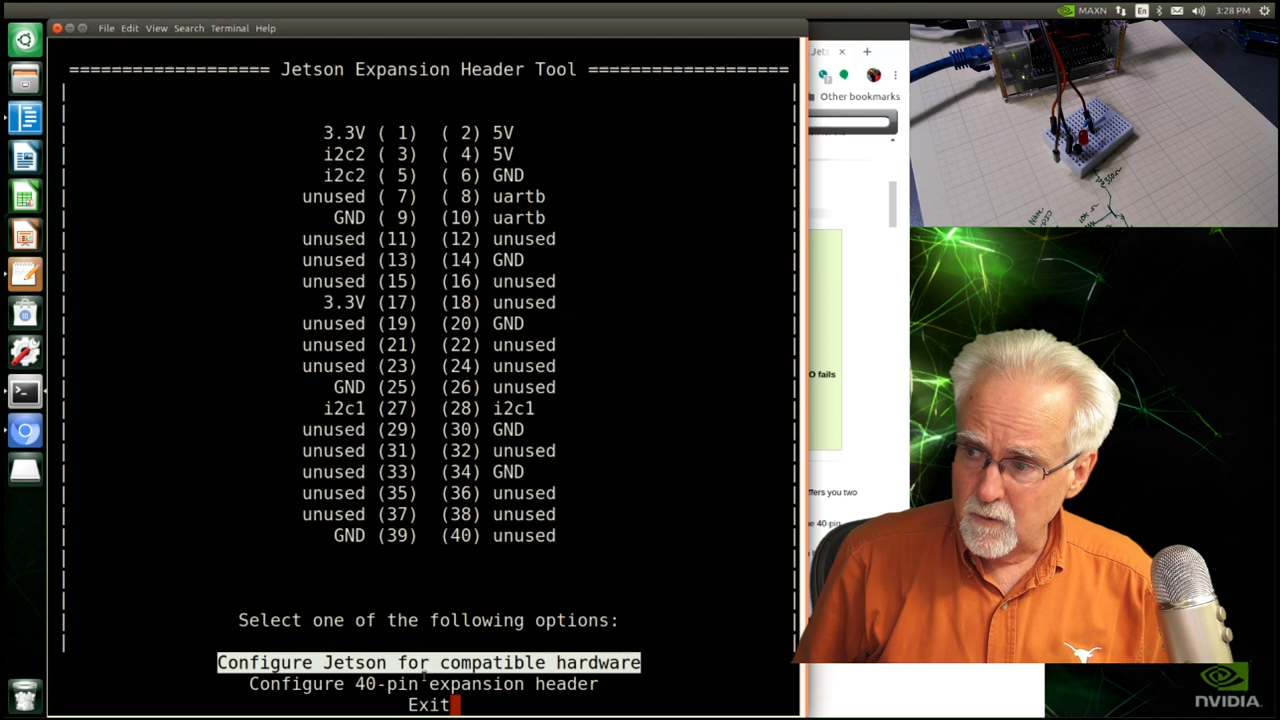 File Edit View Search Terminal Help
MAXN En 3:28 PM
=================== Jetson Expansion Header Tool ===================
3.3V ( 1) ( 2) 5V
i2c2 ( 3) ( 4) 5V
i2c2 ( 5) ( 6) GND
unused ( 7) ( 8) uartb
GND ( 9) (10) uartb
unused (11) (12) unused
unused (13) (14) GND
unused (15) (16) unused
3.3V (17) (18) unused
unused (19) (20) GND
unused (21) (22) unused
unused (23) (24) unused
GND (25) (26) unused
i2c1 (27) (28) i2c1
unused (29) (30) GND
unused (31) (32) unused
unused (33) (34) GND
unused (35) (36) unused
unused (37) (38) unused
GND (39) (40) unused
Select one of the following options:
Configure Jetson for compatible hardware
Configure 40-pin expansion header
Exit
Jets
Other bookmarks
O fails
ffers you two
e 40-pin
NVIDIA